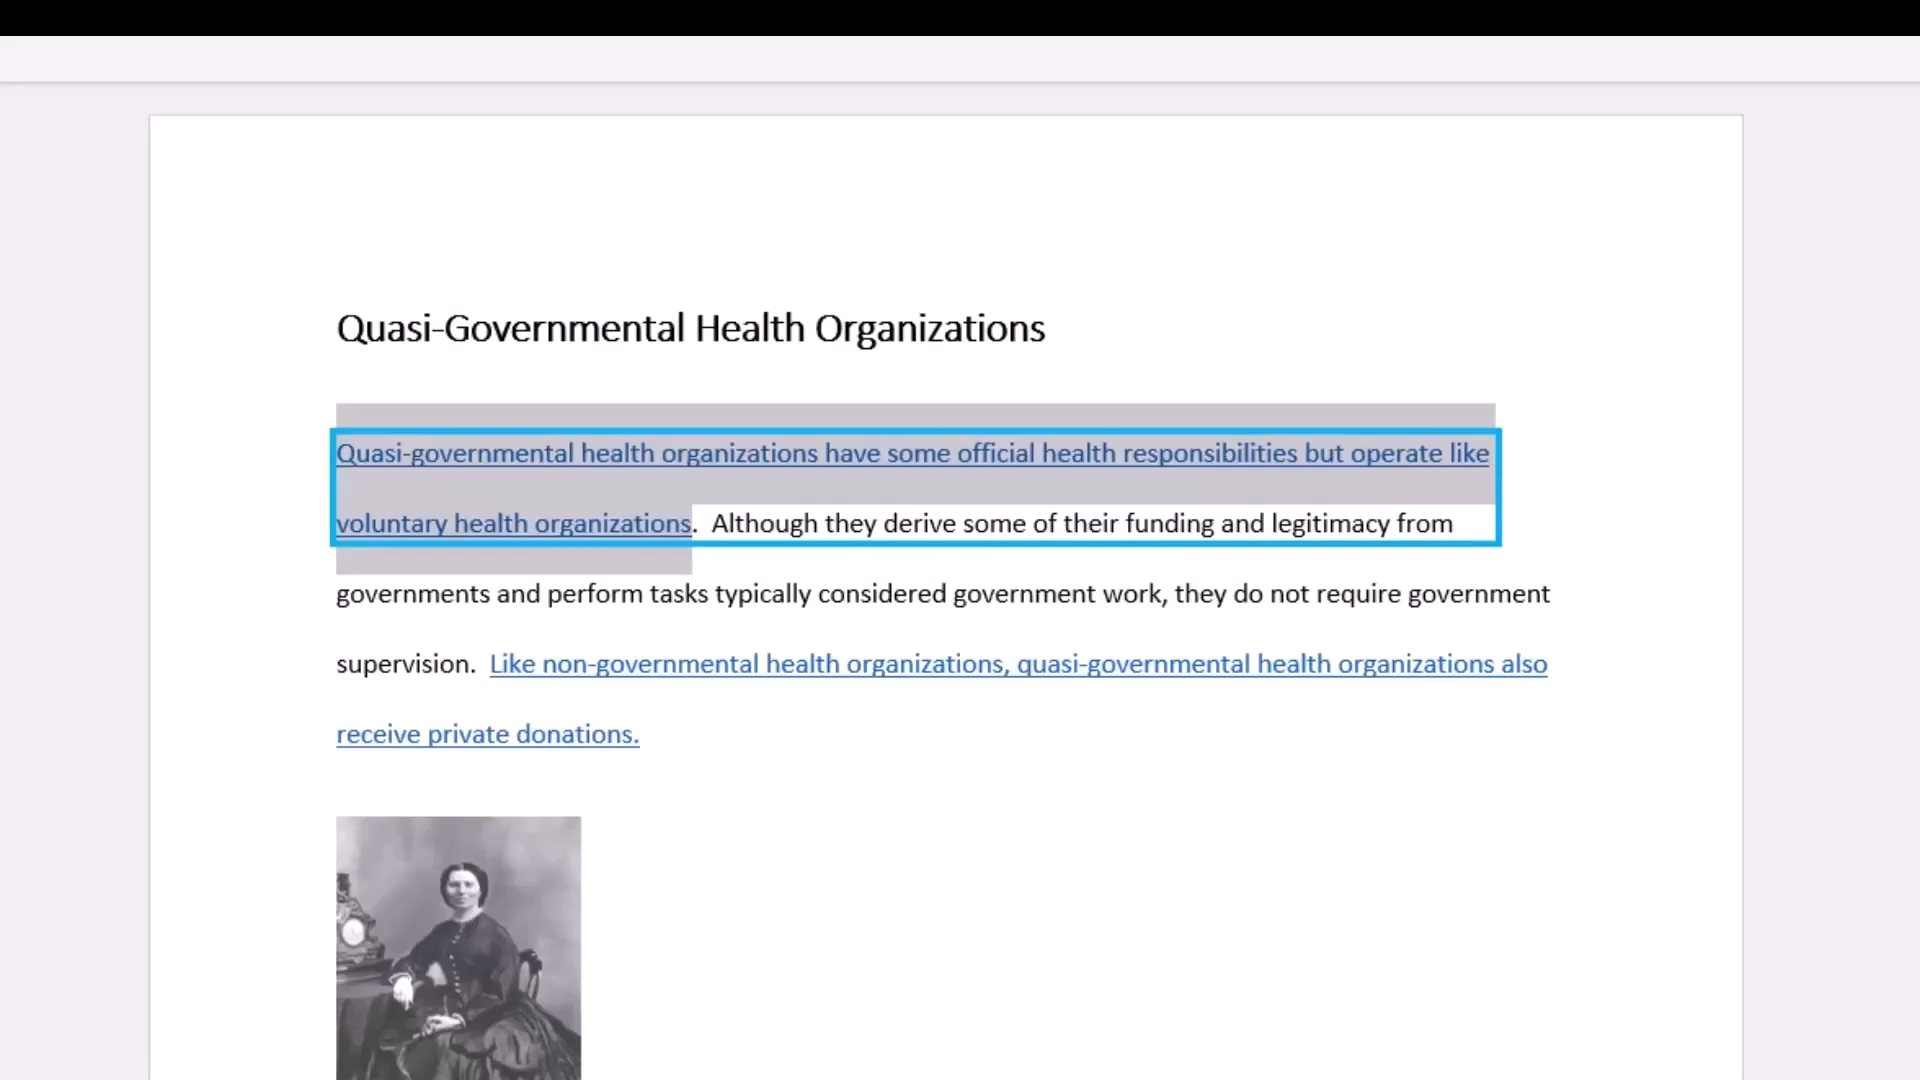 Quasi-Governmental Health Organizations
Quasi-governmental health organizations have some official health responsibilities but operate like
voluntary health organizations.  Although they derive some of their funding and legitimacy from
governments and perform tasks typically considered government work, they do not require government
supervision.  Like non-governmental health organizations, quasi-governmental health organizations also
receive private donations.